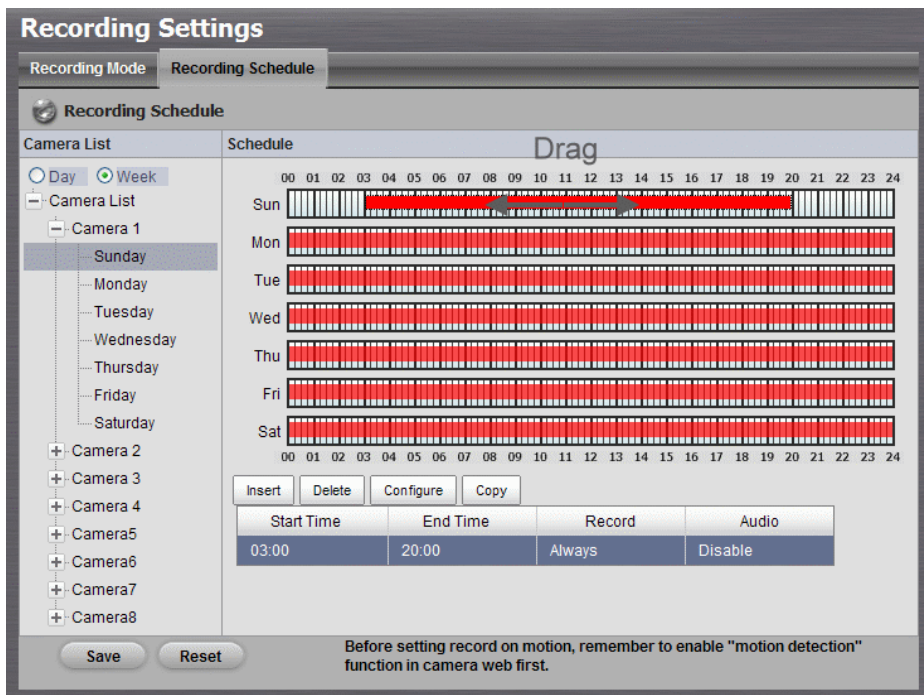 Recording Settings
Recording Mode Recording Schedule
Recording Schedule
Camera List
Day Week
Camera List
Camera 1
Sunday
Monday
Tuesday
Wednesday
Thursday
Friday
Saturday
Camera 2
Camera 3
Camera 4
Camera5
Camera6
Camera7
Camera8
Schedule
Drag
00 01 02 03 04 05 06 07 08 09 10 11 12 13 14 15 16 17 18 19 20 21 22 23 24
Sun
Mon
Tue
Wed
Thu
Fri
Sat
00 01 02 03 04 05 06 07 08 09 10 11 12 13 14 15 16 17 18 19 20 21 22 23 24
Insert Delete Configure Copy
Start Time End Time Record Audio
03:00 20:00 Always Disable
Save Reset
Before setting record on motion, remember to enable "motion detection"
function in camera web first.